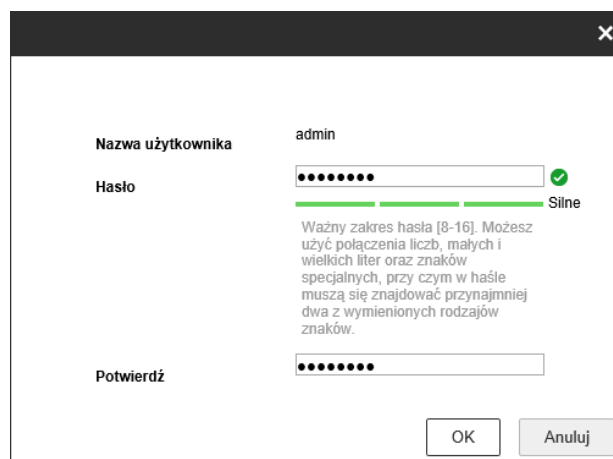 Nazwa użytkownika
admin
Hasło
●●●●●●●●
Silne
Ważny zakres hasła [8-16]. Możesz
użyć połączenia liczb, małych i
wielkich liter oraz znaków
specjalnych, przy czym w haśle
muszą się znajdować przynajmniej
dwa z wymienionych rodzajów
znaków.
Potwierdź
●●●●●●●●
OK
Anuluj